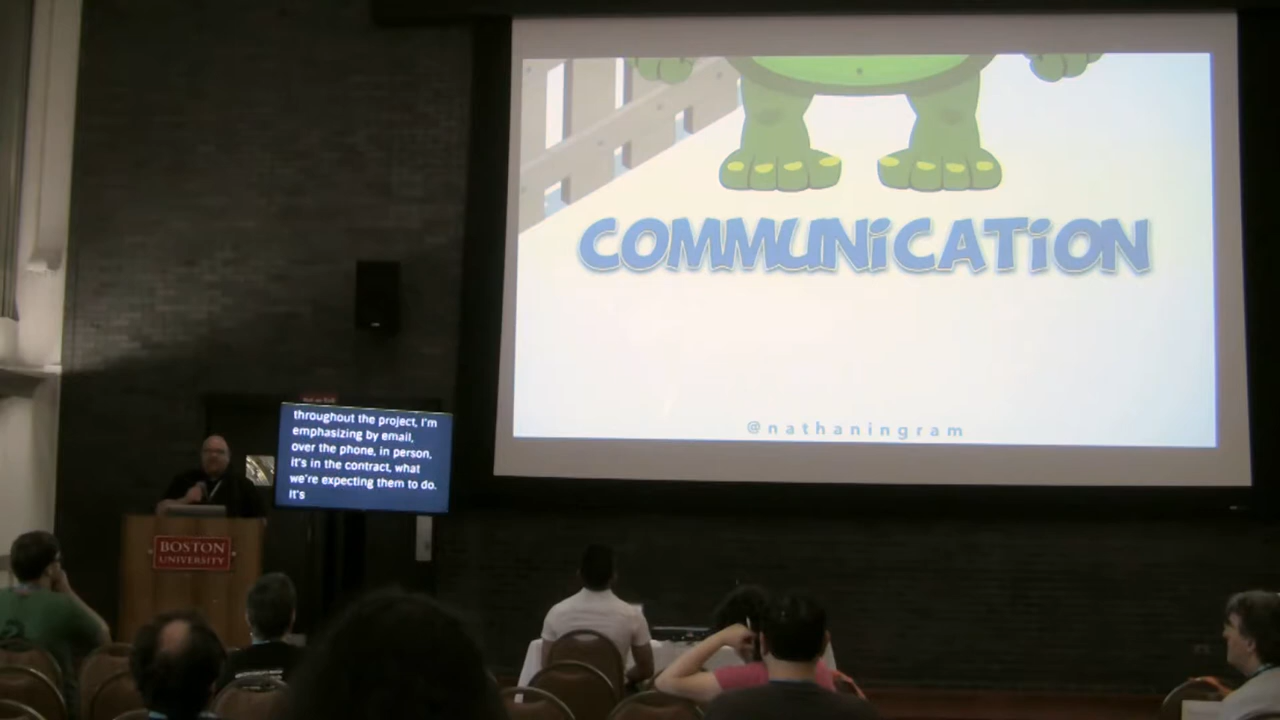 COMMUNiCATiON
@nathaningram
throughout the project, I'm
emphasizing by email,
over the phone, in person,
it's in the contract, what
we're expecting them to do.
It's
BOSTON
UNIVERSITY